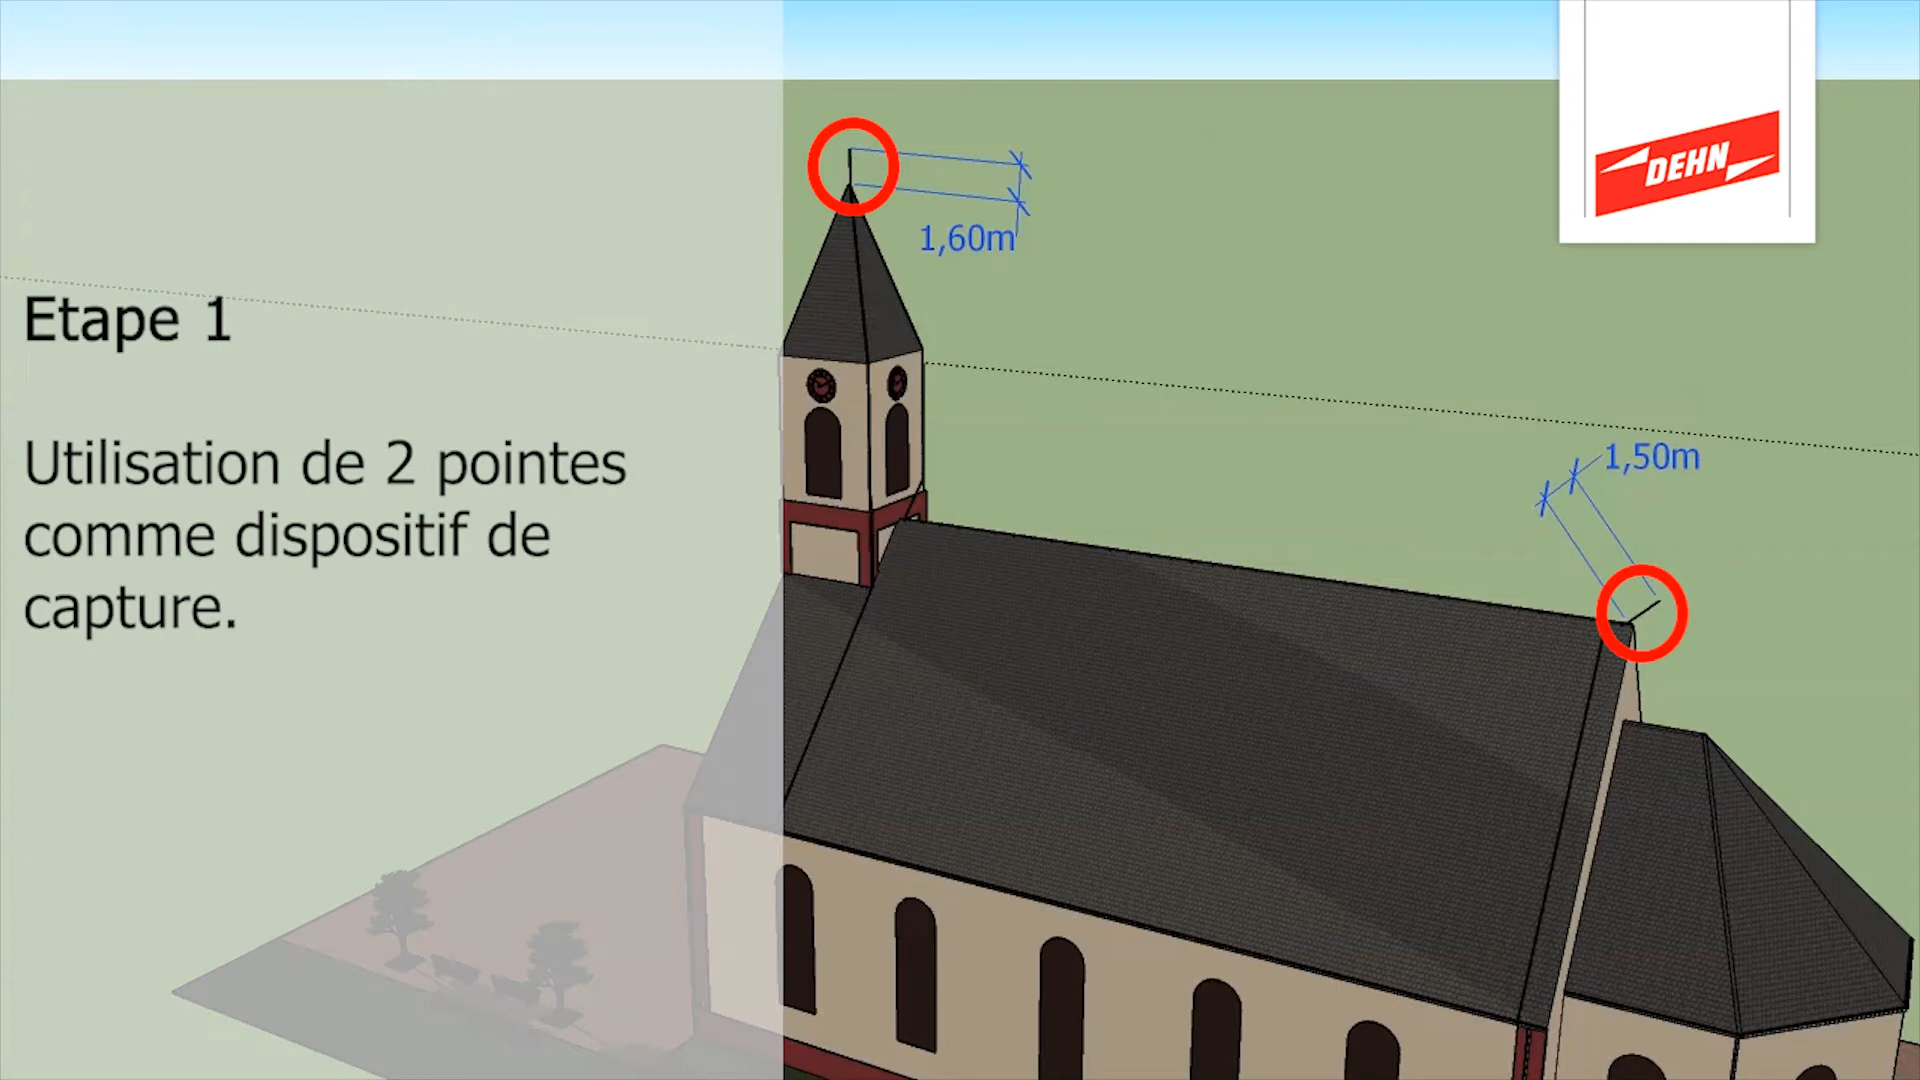 DEHN
1,60m
Etape 1
1,50m
Utilisation de 2 pointes
comme dispositif de
capture.